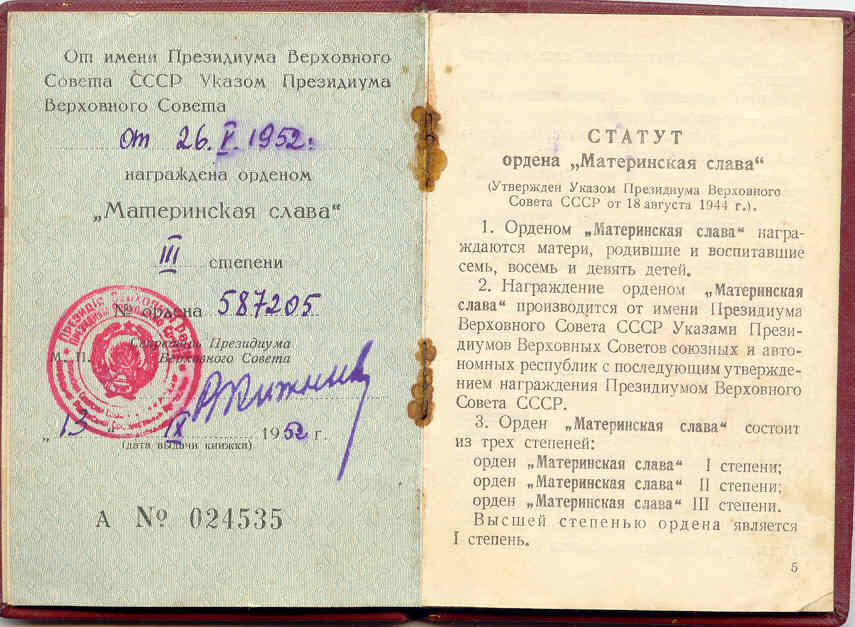 От имени Президиума Верховного
Совета СССР Указом Президиума
Верховного Совета
от 26.V.1952г.
награждена орденом
„Материнская слава“
III степени
№ ордена 587205
Секретарь Президиума
М. П. Верховного Совета
„13“ IX 1952 г.
(дата выдачи книжки)
А № 024535
СТАТУТ
ордена „Материнская слава“
(Утвержден Указом Президиума Верховного
Совета СССР от 18 августа 1944 г.).
1. Орденом „Материнская слава“ награ-
ждаются матери, родившие и воспитавшие
семь, восемь и девять детей.
2. Награждение орденом „Материнская
слава“ производится от имени Президиума
Верховного Совета СССР Указами Прези-
диумов Верховных Советов союзных и авто-
номных республик с последующим утвержде-
нием награждения Президиумом Верховного
Совета СССР.
3. Орден „Материнская слава“ состоит
из трех степеней:
орден „Материнская слава“ I степени;
орден „Материнская слава“ II степени;
орден „Материнская слава“ III степени.
Высшей степенью ордена является
I степень.
5